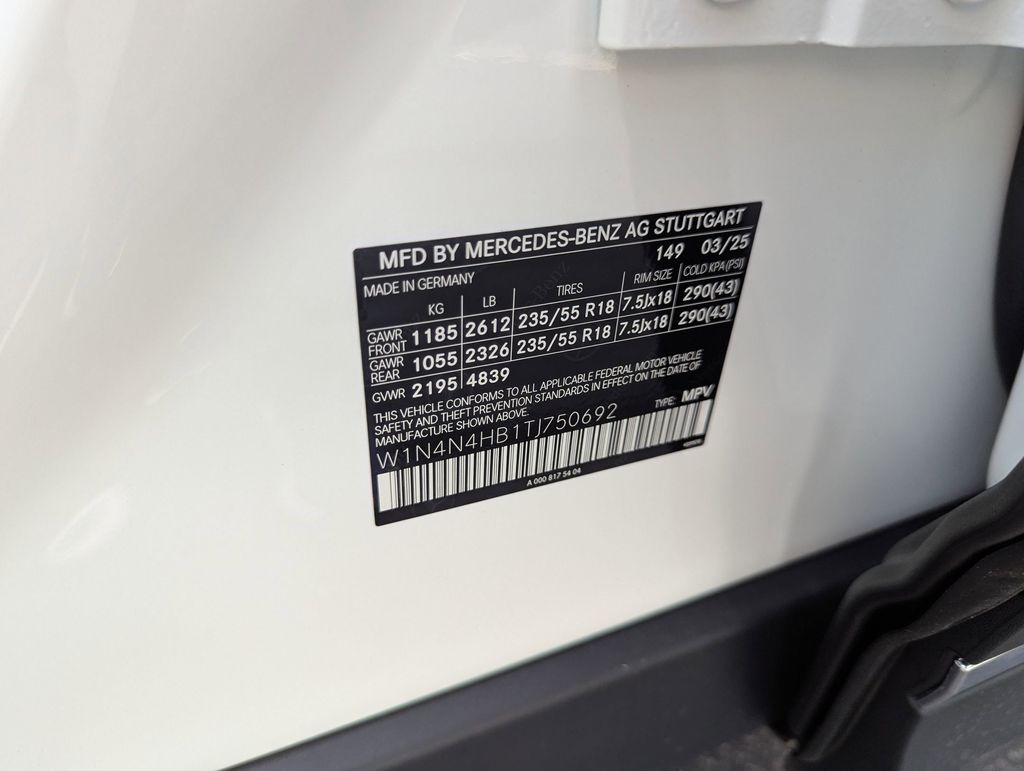 MFD BY MERCEDES-BENZ AG STUTTGART
149 03/25
MADE IN GERMANY
KG LB TIRES RIM SIZE COLD KPA(PSI)
GAWR FRONT 1185 2612 235/55 R18 7.5Jx18 290(43)
GAWR REAR 1055 2326 235/55 R18 7.5Jx18 290(43)
GVWR 2195 4839
THIS VEHICLE CONFORMS TO ALL APPLICABLE FEDERAL MOTOR VEHICLE
SAFETY AND THEFT PREVENTION STANDARDS IN EFFECT ON THE DATE OF
MANUFACTURE SHOWN ABOVE.
TYPE: MPV
W1N4N4HB1TJ750692
A 000 817 54 04